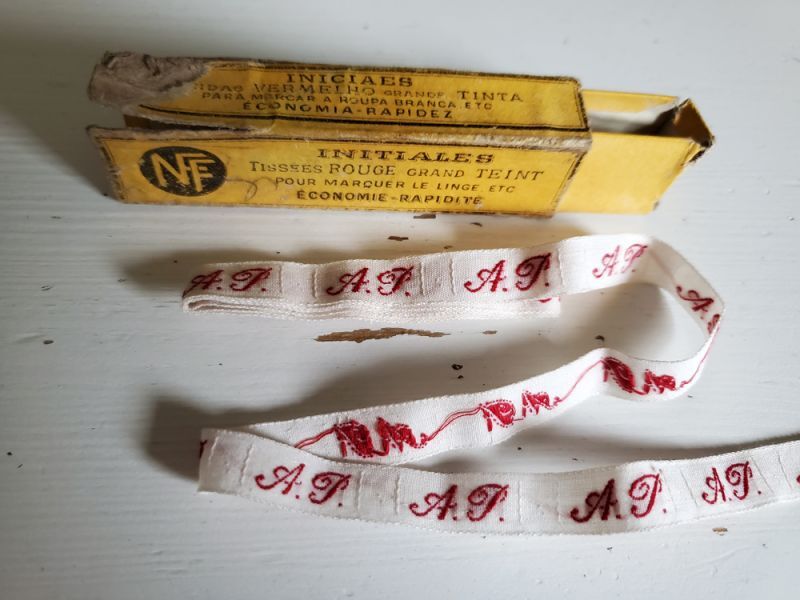 INICIAES
VERMELHO GRANDE TINTA
PARA MARCAR A ROUPA BRANCA, ETC
ÉCONOMIA-RAPIDEZ
NF
INITIALES
TISSÉES ROUGE GRAND TEINT
POUR MARQUER LE LINGE, ETC
ÉCONOMIE-RAPIDITÉ
A.P. A.P. A.P. A.P. A.P.
A.P. A.P. A.P. A.P.